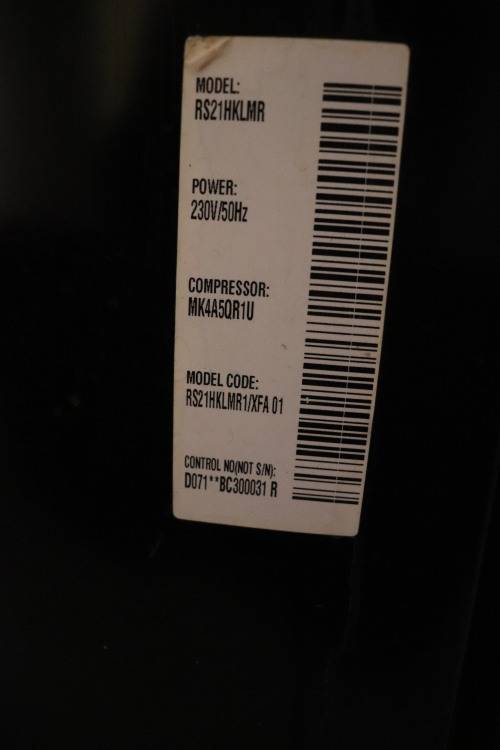 MODEL:
RS21HKLMR
POWER:
230V/50Hz
COMPRESSOR:
MK4A5QR1U
MODEL CODE:
RS21HKLMR1/XFA 01
CONTROL NO(NOT S/N):
D071**BC300031 R